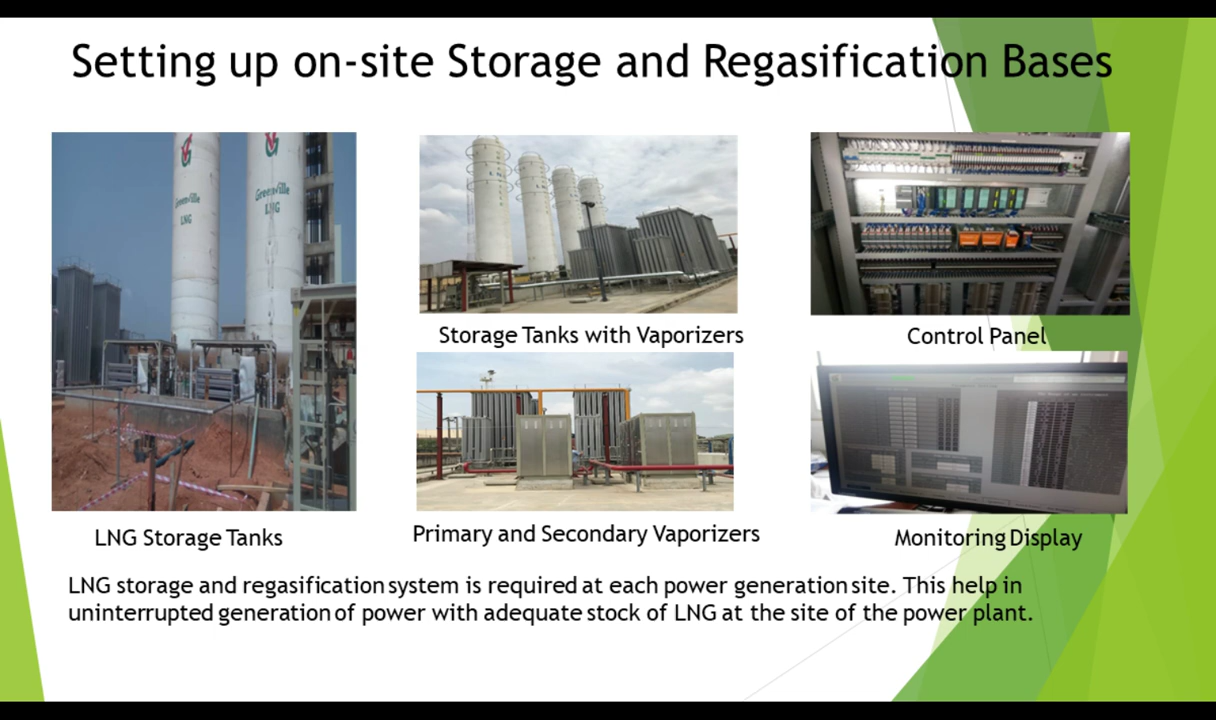 Setting up on-site Storage and Regasification Bases
Greenville
LNG
Greenville
LNG
Storage Tanks with Vaporizers
Control Panel
LNG Storage Tanks
Primary and Secondary Vaporizers
Monitoring Display
LNG storage and regasification system is required at each power generation site. This help in
uninterrupted generation of power with adequate stock of LNG at the site of the power plant.